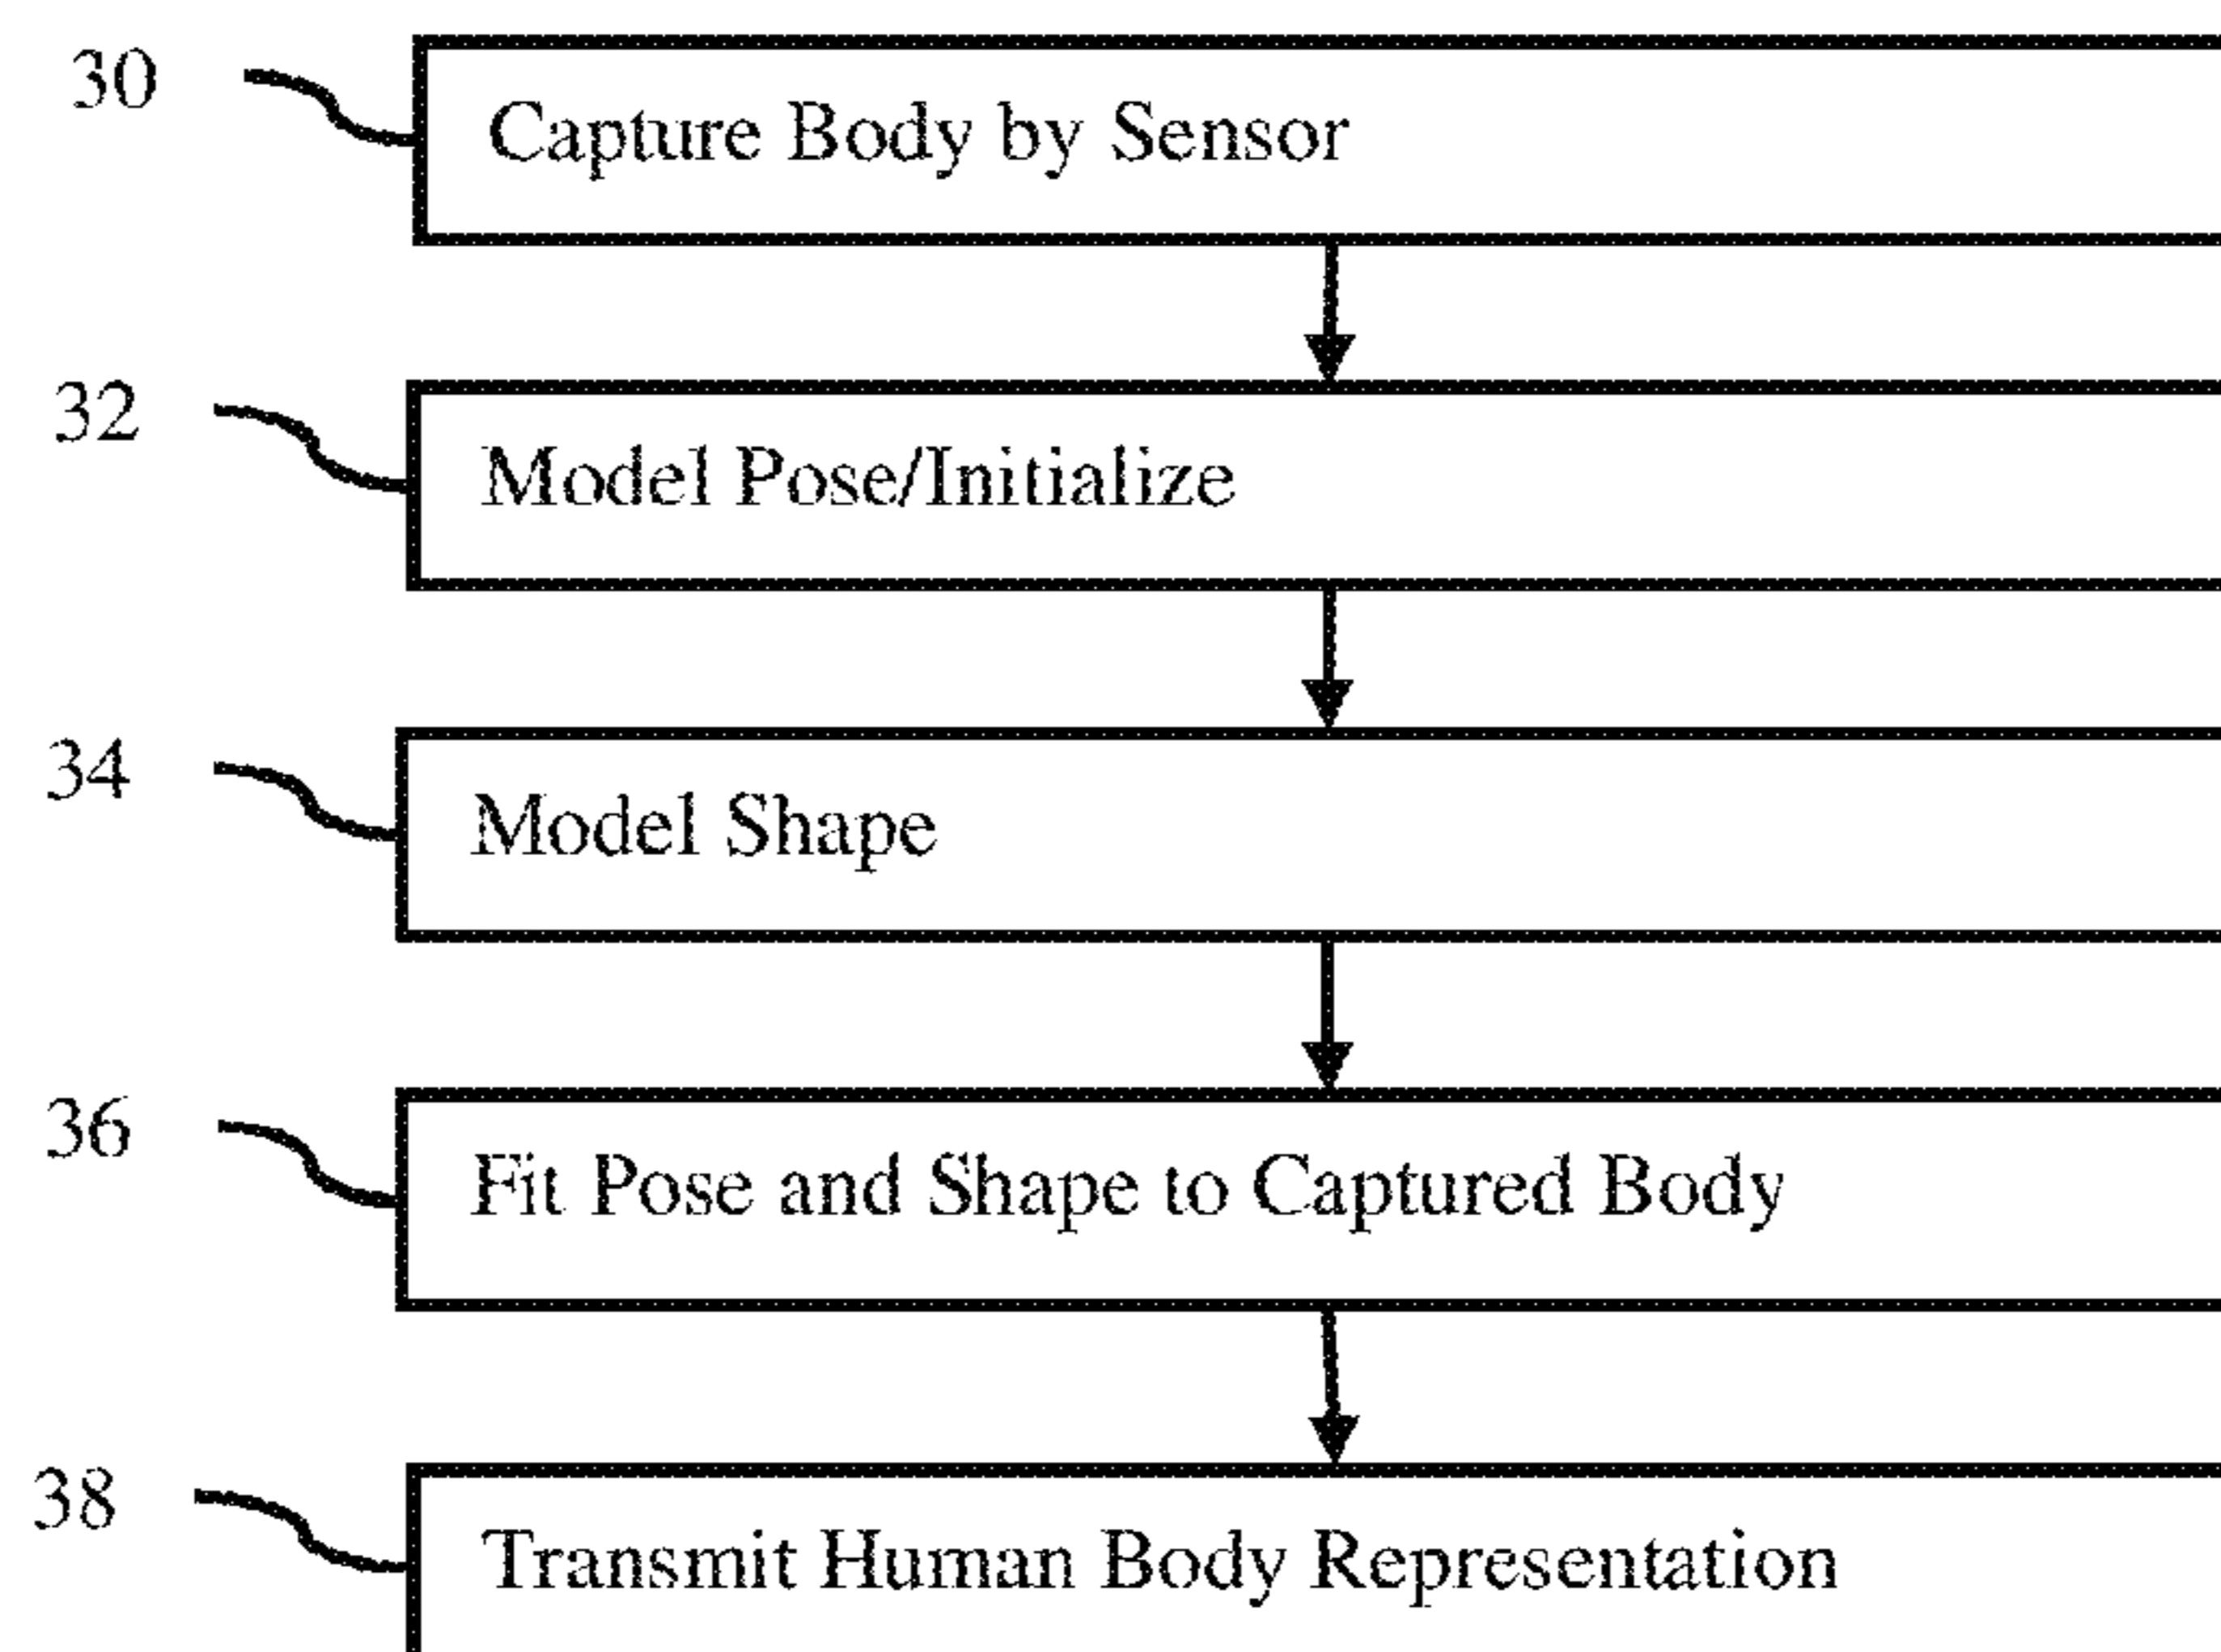 30
Capture Body by Sensor
32
Model Pose/Initialize
34
Model Shape
36
Fit Pose and Shape to Captured Body
38
Transmit Human Body Representation